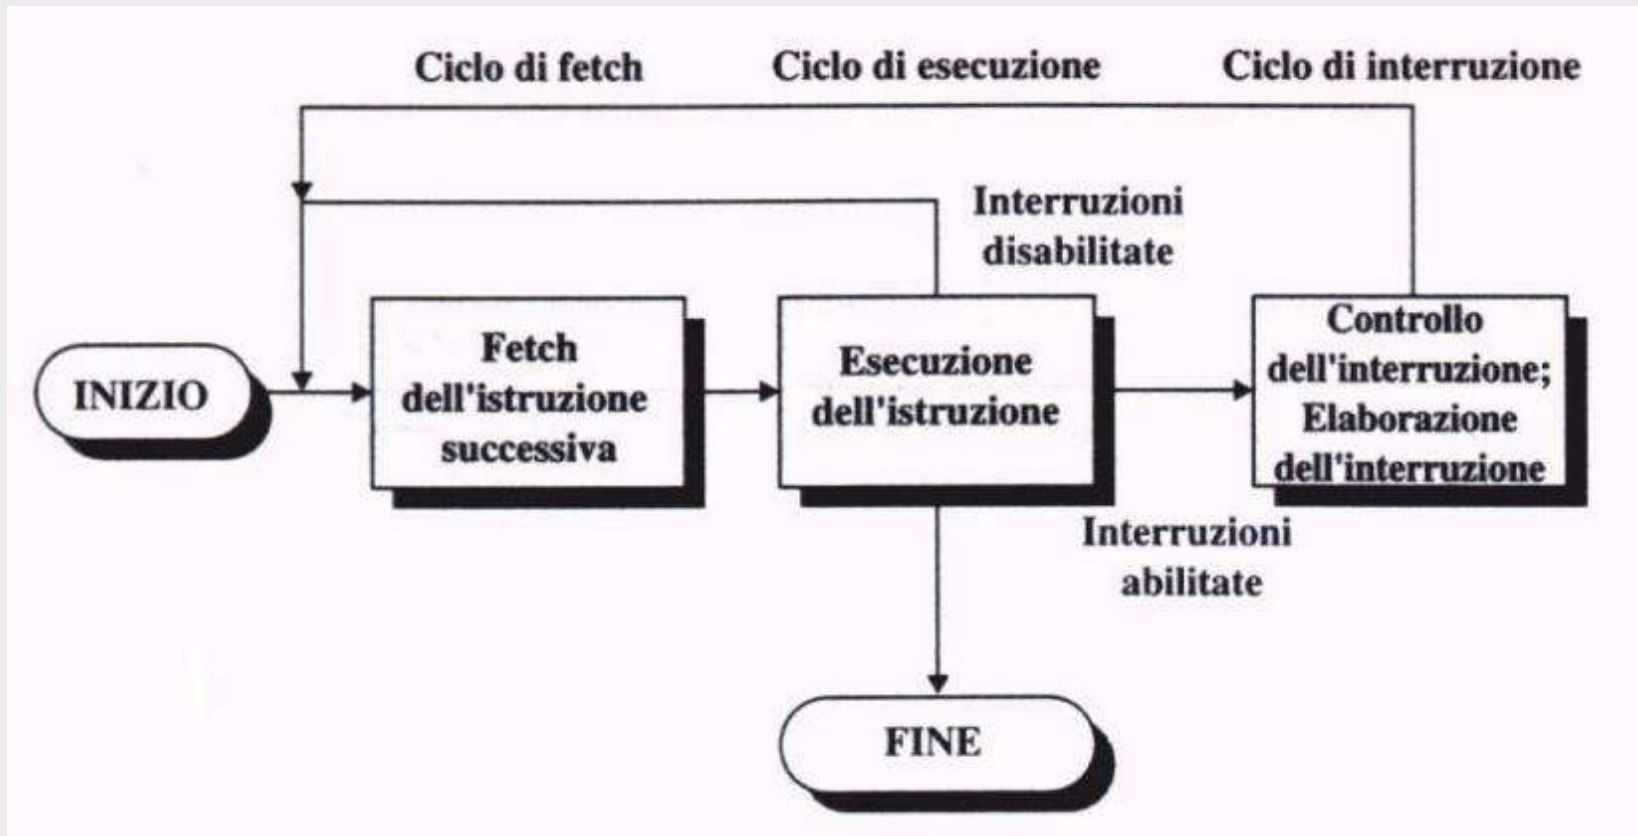 Ciclo di fetch
Ciclo di esecuzione
Ciclo di interruzione
Interruzioni
disabilitate
INIZIO
Fetch
dell'istruzione
successiva
Esecuzione
dell'istruzione
Controllo
dell'interruzione;
Elaborazione
dell'interruzione
Interruzioni
abilitate
FINE